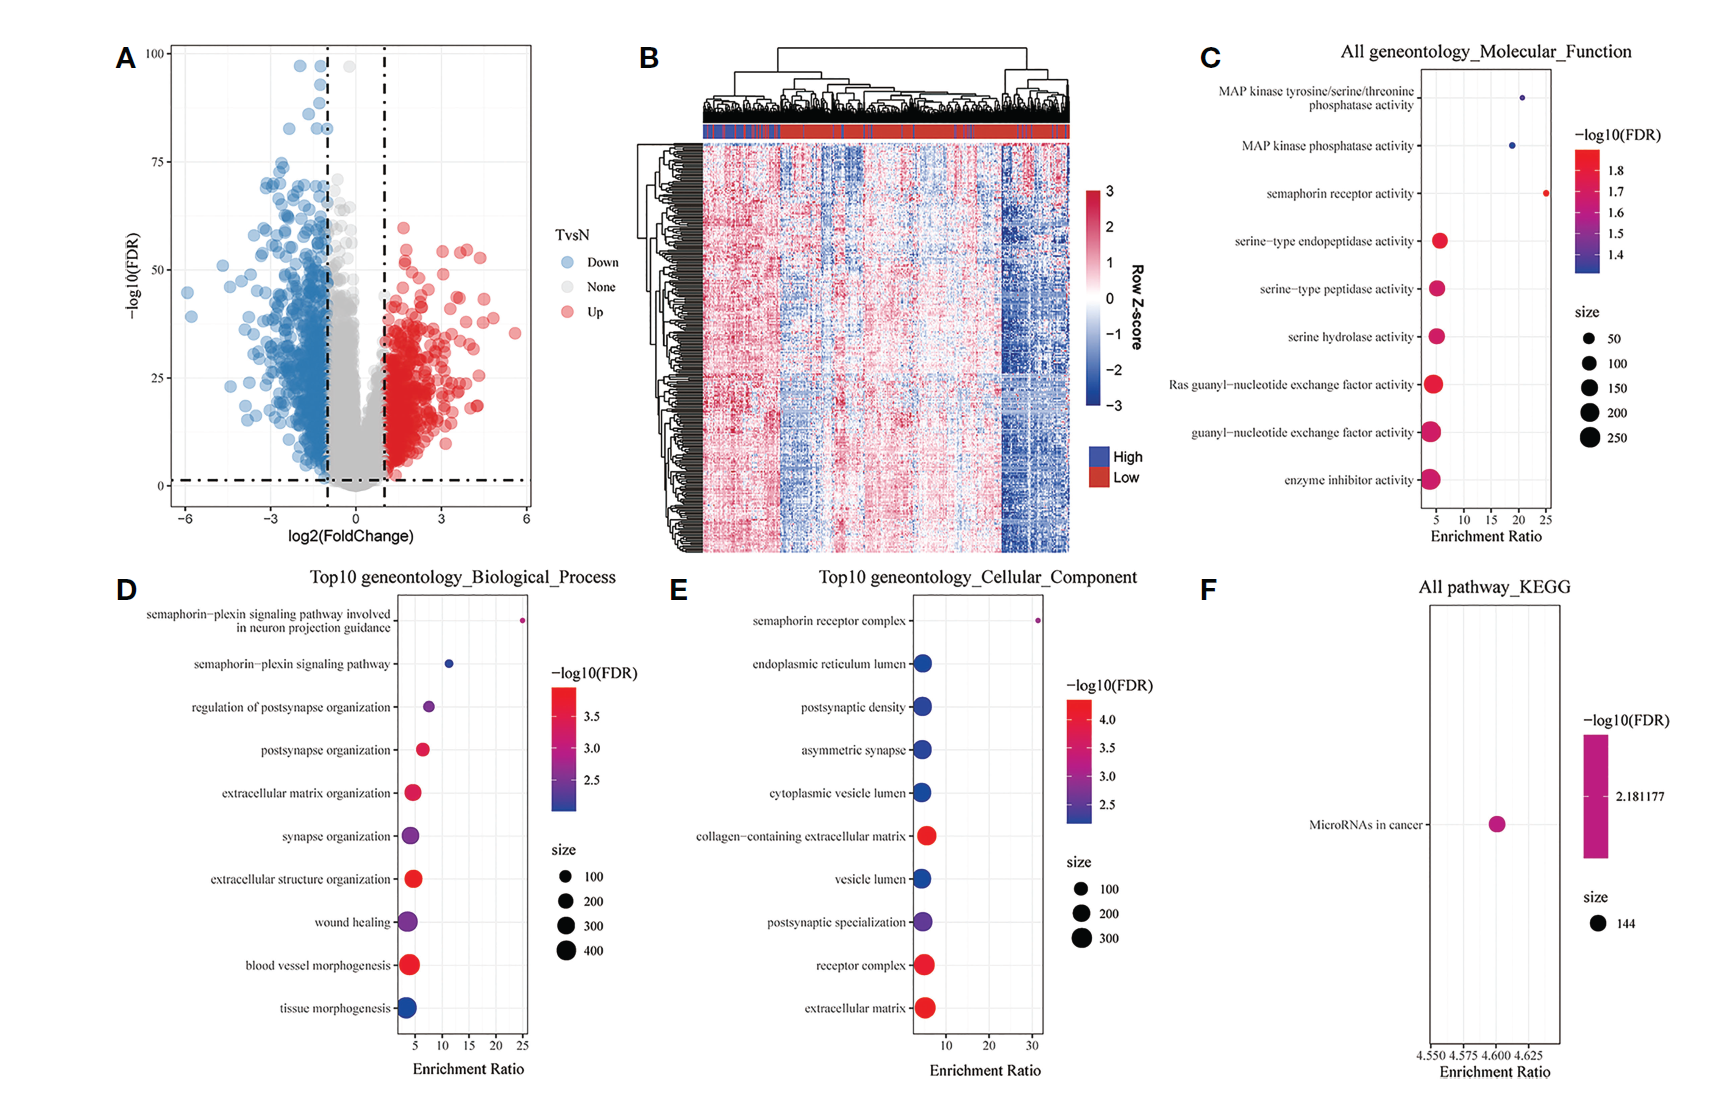 A
100
75
50
25
0
−log10(FDR)
−6
−3
0
3
6
log2(FoldChange)
TvsN
Down
None
Up
B
3
2
1
0
−1
−2
−3
Row Z−score
High
Low
C
All geneontology_Molecular_Function
MAP kinase tyrosine/serine/threonine
phosphatase activity
MAP kinase phosphatase activity
semaphorin receptor activity
serine−type endopeptidase activity
serine−type peptidase activity
serine hydrolase activity
Ras guanyl−nucleotide exchange factor activity
guanyl−nucleotide exchange factor activity
enzyme inhibitor activity
5 10 15 20 25
Enrichment Ratio
−log10(FDR)
1.8
1.7
1.6
1.5
1.4
size
50
100
150
200
250
D
Top10 geneontology_Biological_Process
semaphorin−plexin signaling pathway involved
in neuron projection guidance
semaphorin−plexin signaling pathway
regulation of postsynapse organization
postsynapse organization
extracellular matrix organization
synapse organization
extracellular structure organization
wound healing
blood vessel morphogenesis
tissue morphogenesis
5 10 15 20 25
Enrichment Ratio
−log10(FDR)
3.5
3.0
2.5
size
100
200
300
400
E
Top10 geneontology_Cellular_Component
semaphorin receptor complex
endoplasmic reticulum lumen
postsynaptic density
asymmetric synapse
cytoplasmic vesicle lumen
collagen−containing extracellular matrix
vesicle lumen
postsynaptic specialization
receptor complex
extracellular matrix
10 20 30
Enrichment Ratio
−log10(FDR)
4.0
3.5
3.0
2.5
size
100
200
300
F
All pathway_KEGG
MicroRNAs in cancer
4.550 4.575 4.600 4.625
Enrichment Ratio
−log10(FDR)
2.181177
size
144